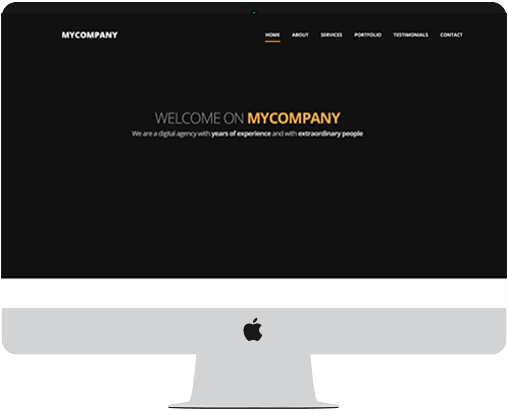 MYCOMPANY
HOME ABOUT SERVICES PORTFOLIO TESTIMONIALS CONTACT
WELCOME ON MYCOMPANY
We are a digital agency with years of experience and with extraordinary people